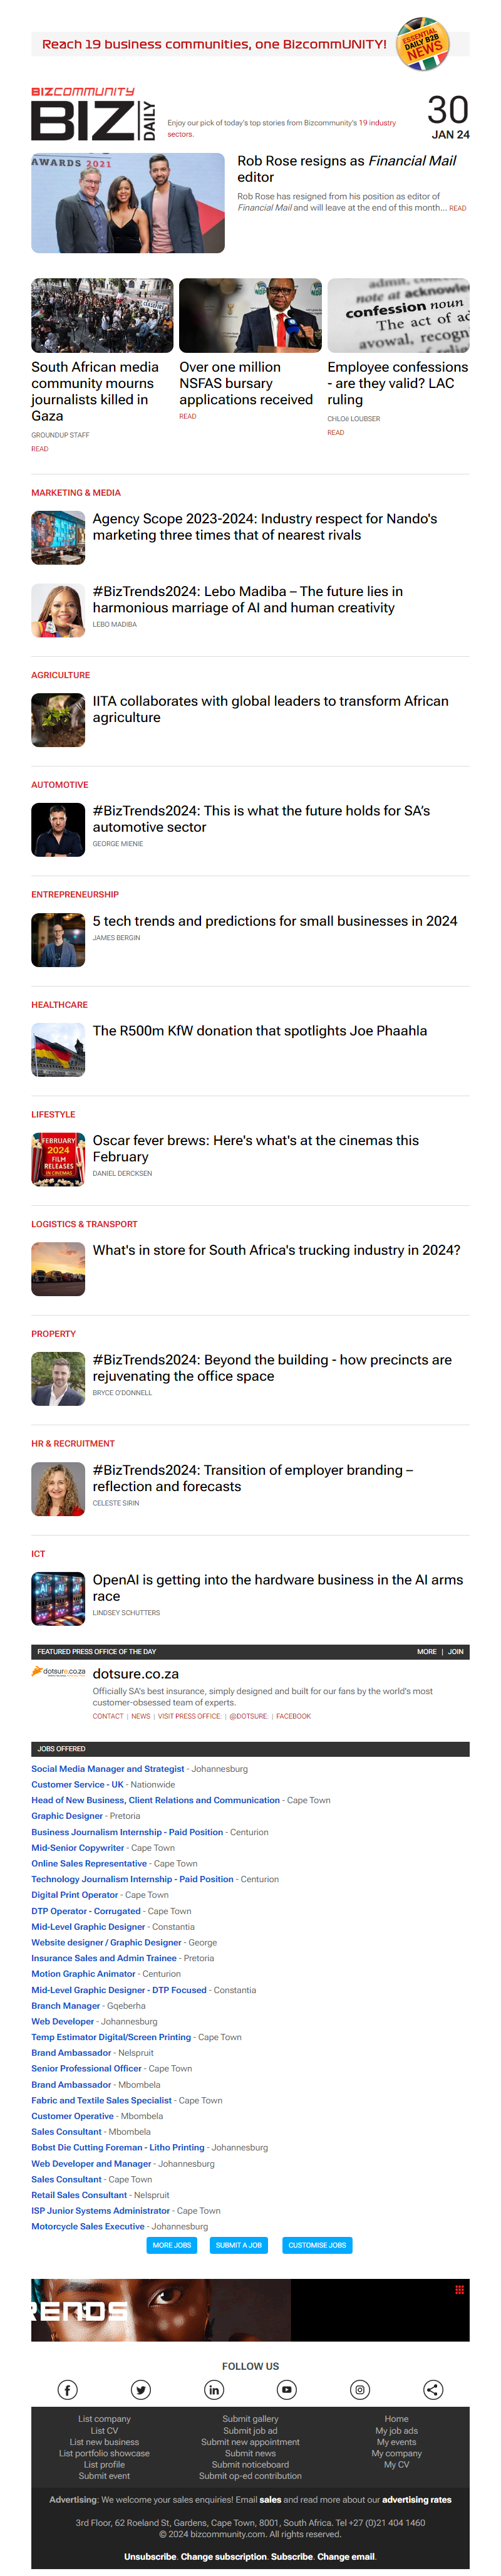 Reach 19 business communities, one BizcommUNITY!
ESSENTIAL
DAILY B2B
NEWS
BIZCOMMUNITY
BIZ DAILY
Enjoy our pick of today's top stories from Bizcommunity's 19 industry
sectors.
30
JAN 24
AWARDS 2021
Rob Rose resigns as Financial Mail
editor
Rob Rose has resigned from his position as editor of
Financial Mail and will leave at the end of this month... READ
confession noun
The act of
avowal, recogn
South African media
community mourns
journalists killed in
Gaza
GROUNDUP STAFF
READ
Over one million
NSFAS bursary
applications received
READ
Employee confessions
- are they valid? LAC
ruling
CHLOë LOUBSER
READ
MARKETING & MEDIA
Agency Scope 2023-2024: Industry respect for Nando's
marketing three times that of nearest rivals
#BizTrends2024: Lebo Madiba – The future lies in
harmonious marriage of AI and human creativity
LEBO MADIBA
AGRICULTURE
IITA collaborates with global leaders to transform African
agriculture
AUTOMOTIVE
#BizTrends2024: This is what the future holds for SA’s
automotive sector
GEORGE MIENIE
ENTREPRENEURSHIP
5 tech trends and predictions for small businesses in 2024
JAMES BERGIN
HEALTHCARE
The R500m KfW donation that spotlights Joe Phaahla
LIFESTYLE
FEBRUARY
2024
FILM
RELEASES
IN CINEMAS
Oscar fever brews: Here's what's at the cinemas this
February
DANIEL DERCKSEN
LOGISTICS & TRANSPORT
What's in store for South Africa's trucking industry in 2024?
PROPERTY
#BizTrends2024: Beyond the building - how precincts are
rejuvenating the office space
BRYCE O'DONNELL
HR & RECRUITMENT
#BizTrends2024: Transition of employer branding –
reflection and forecasts
CELESTE SIRIN
ICT
OpenAI is getting into the hardware business in the AI arms
race
LINDSEY SCHUTTERS
FEATURED PRESS OFFICE OF THE DAY MORE | JOIN
dotsure.co.za
dotsure.co.za
Officially SA's best insurance, simply designed and built for our fans by the world's most
customer-obsessed team of experts.
CONTACT | NEWS | VISIT PRESS OFFICE: | @DOTSURE: | FACEBOOK
JOBS OFFERED
Social Media Manager and Strategist - Johannesburg
Customer Service - UK - Nationwide
Head of New Business, Client Relations and Communication - Cape Town
Graphic Designer - Pretoria
Business Journalism Internship - Paid Position - Centurion
Mid-Senior Copywriter - Cape Town
Online Sales Representative - Cape Town
Technology Journalism Internship - Paid Position - Centurion
Digital Print Operator - Cape Town
DTP Operator - Corrugated - Cape Town
Mid-Level Graphic Designer - Constantia
Website designer / Graphic Designer - George
Insurance Sales and Admin Trainee - Pretoria
Motion Graphic Animator - Centurion
Mid-Level Graphic Designer - DTP Focused - Constantia
Branch Manager - Gqeberha
Web Developer - Johannesburg
Temp Estimator Digital/Screen Printing - Cape Town
Brand Ambassador - Nelspruit
Senior Professional Officer - Cape Town
Brand Ambassador - Mbombela
Fabric and Textile Sales Specialist - Cape Town
Customer Operative - Mbombela
Sales Consultant - Mbombela
Bobst Die Cutting Foreman - Litho Printing - Johannesburg
Web Developer and Manager - Johannesburg
Sales Consultant - Cape Town
Retail Sales Consultant - Nelspruit
ISP Junior Systems Administrator - Cape Town
Motorcycle Sales Executive - Johannesburg
MORE JOBS SUBMIT A JOB CUSTOMISE JOBS
RENDS
FOLLOW US
List company Submit gallery Home
List CV Submit job ad My job ads
List new business Submit new appointment My events
List portfolio showcase Submit news My company
List profile Submit noticeboard My CV
Submit event Submit op-ed contribution
Advertising: We welcome your sales enquiries! Email sales and read more about our advertising rates
3rd Floor, 62 Roeland St, Gardens, Cape Town, 8001, South Africa. Tel +27 (0)21 404 1460
© 2024 bizcommunity.com. All rights reserved.
Unsubscribe. Change subscription. Subscribe. Change email.